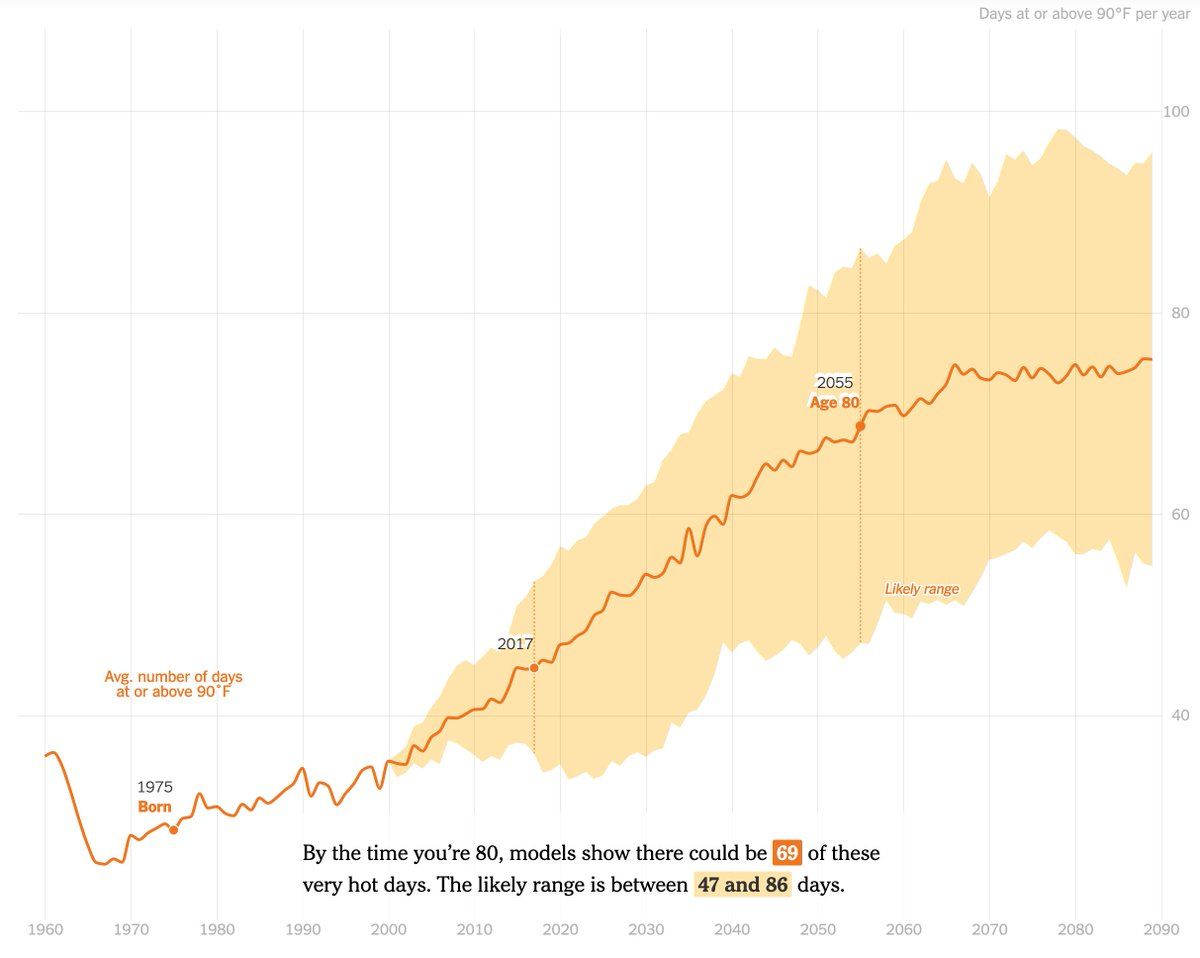 Days at or above 90°F per year
100
80
2055
Age 80
60
Likely range
2017
Avg. number of days
at or above 90°F
40
1975
Born
By the time you're 80, models show there could be 69 of these
very hot days. The likely range is between 47 and 86 days.
1960 1970 1980 1990 2000 2010 2020 2030 2040 2050 2060 2070 2080 2090